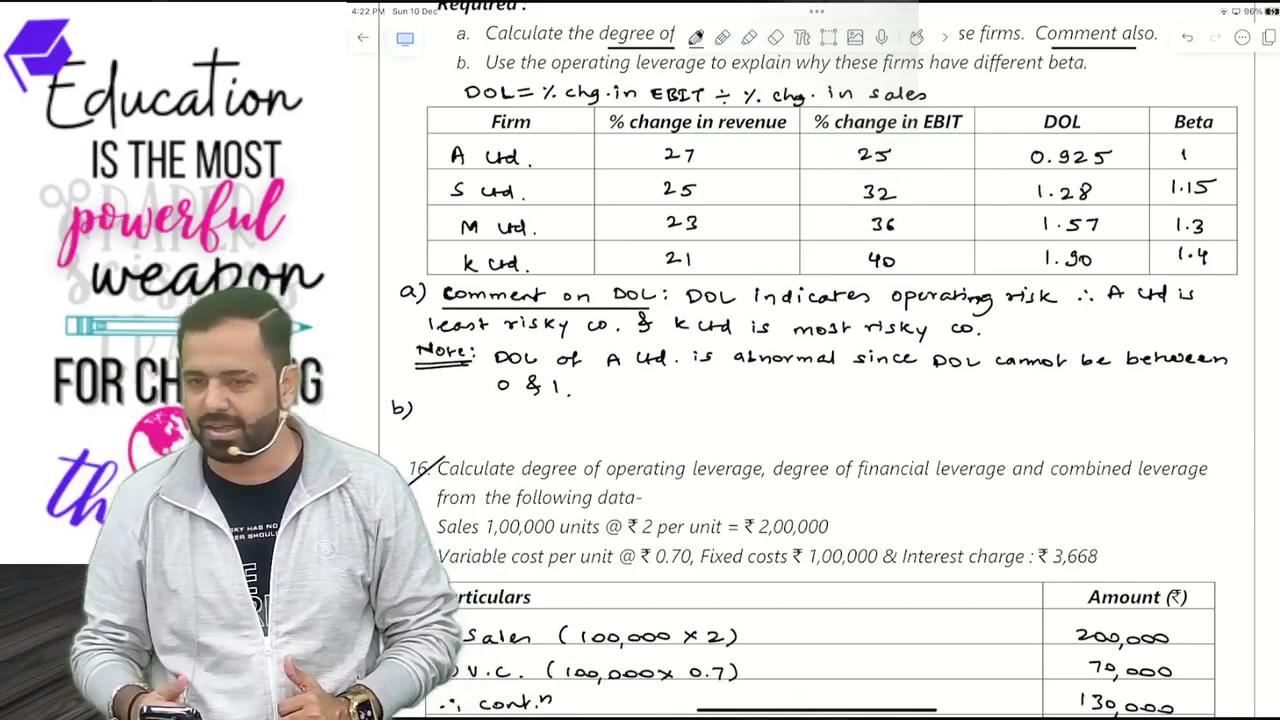 4:22 PM Sun 10 Dec
96%
Required :
a. Calculate the degree of
se firms. Comment also.
b. Use the operating leverage to explain why these firms have different beta.
DOL = % chg. in EBIT ÷ % chg. in sales
Firm % change in revenue % change in EBIT DOL Beta
A Ltd. 27 25 0.925 1
S Ltd. 25 32 1.28 1.15
M Ltd. 23 36 1.57 1.3
K Ltd. 21 40 1.90 1.4
a) Comment on DOL: DOL indicates operating risk ∴ A Ltd is
least risky co. & K Ltd is most risky co.
Note: DOL of A Ltd. is abnormal since DOL cannot be between
0 & 1.
b)
16. Calculate degree of operating leverage, degree of financial leverage and combined leverage
from the following data-
Sales 1,00,000 units @ ₹ 2 per unit = ₹ 2,00,000
Variable cost per unit @ ₹ 0.70, Fixed costs ₹ 1,00,000 & Interest charge : ₹ 3,668
rticulars Amount (₹)
Sales (100,000 × 2) 200,000
V.C. (100,000 × 0.7) 70,000
∴ contn 130,000
Education
IS THE MOST
powerful
weapon
FOR CH NG
th